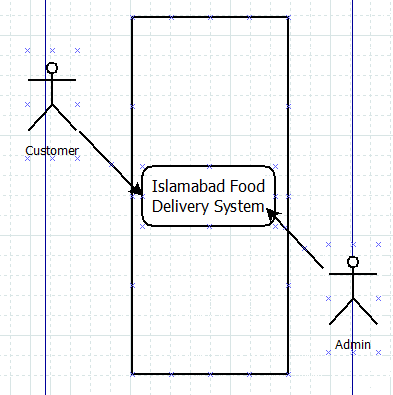 Customer
Islamabad Food
Delivery System
Admin